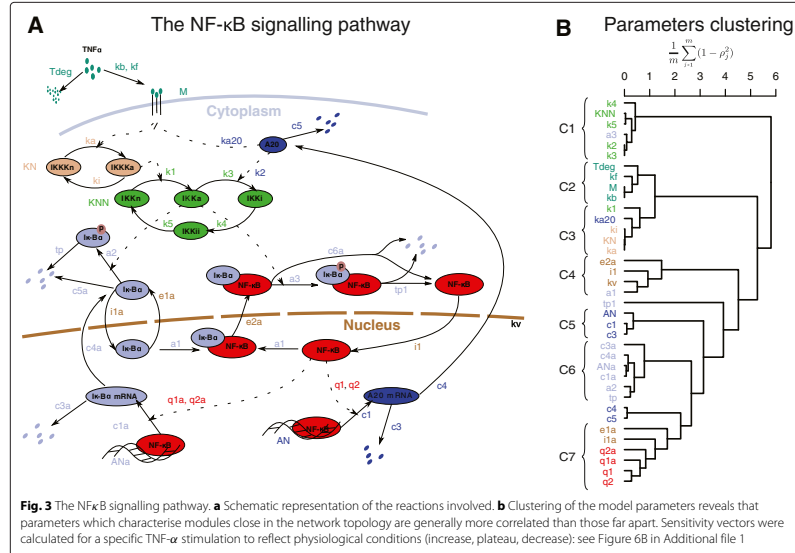 A The NF-κB signalling pathway
TNFα
Tdeg
kb, kf
M
Cytoplasm
c5
ka
ka20
A20
KN
IKKKn
IKKKa
ki
k1
k3
k2
KNN
IKKn
IKKa
IKKi
k5
k4
IKKii
P
Iκ-Bα
tp
a2
c6a
Iκ-Bα
P
Iκ-Bα
NF-κB
a3
NF-κB
tp1
NF-κB
c5a
Iκ-Bα
e1a
i1a
e2a
Nucleus
kv
Iκ-Bα
c4a
Iκ-Bα
a1
NF-κB
a1
NF-κB
i1
c3a
Iκ-Bα mRNA
q1a, q2a
q1, q2
A20 mRNA
c4
c1a
c1
NF-κB
ANa
AN
NF-κB
c3
B Parameters clustering
1/m ∑ j=1 m (1 − ρj²)
0 1 2 3 4 5 6
C1
k4
KNN
k5
a3
k2
k3
C2
Tdeg
kf
M
kb
C3
k1
ka20
ki
KN
ka
C4
e2a
i1
kv
a1
tp1
C5
AN
c1
c3
C6
c3a
c4a
ANa
c1a
a2
tp
c4
c5
C7
e1a
i1a
q2a
q1a
q1
q2
Fig. 3 The NFκB signalling pathway. a Schematic representation of the reactions involved. b Clustering of the model parameters reveals that
parameters which characterise modules close in the network topology are generally more correlated than those far apart. Sensitivity vectors were
calculated for a specific TNF-α stimulation to reflect physiological conditions (increase, plateau, decrease): see Figure 6B in Additional file 1